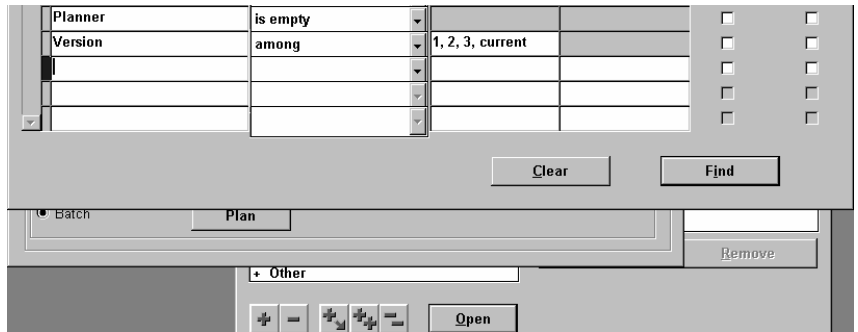 Planner is empty
Version among 1, 2, 3, current
Clear Find
Batch Plan
Remove
+ Other
Open